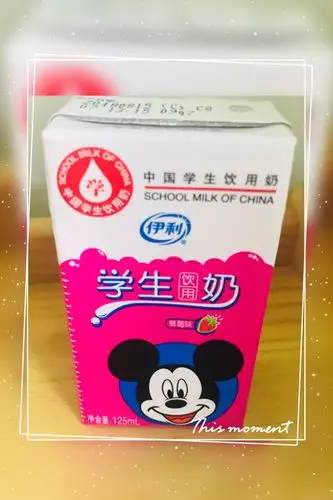 SCHOOL MILK OF CHINA
学
中国学生饮用奶
中国学生饮用奶
SCHOOL MILK OF CHINA
伊利
学生饮用奶
草莓味
净含量:125mL
This moment